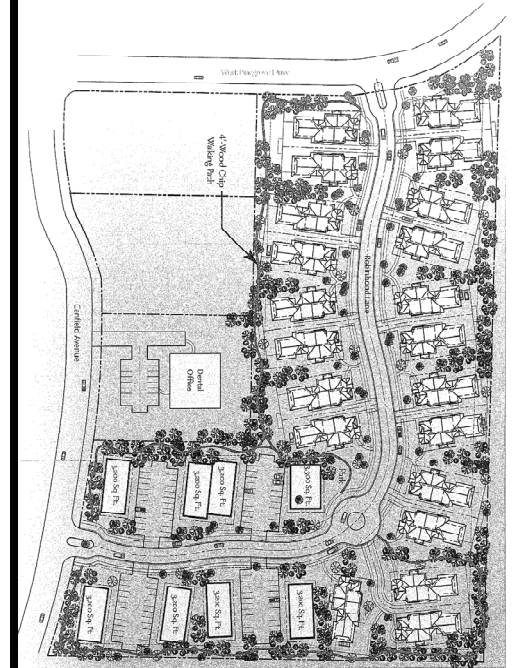 West Pinegrove Drive
4' Wood Chip
Walking Path
Robinhood Lane
Canfield Avenue
Dental
Office
3,200 Sq. Ft.
3,200 Sq. Ft.
3,200 Sq. Ft.
3,200 Sq. Ft.
3,200 Sq. Ft.
3,200 Sq. Ft.
3,200 Sq. Ft.